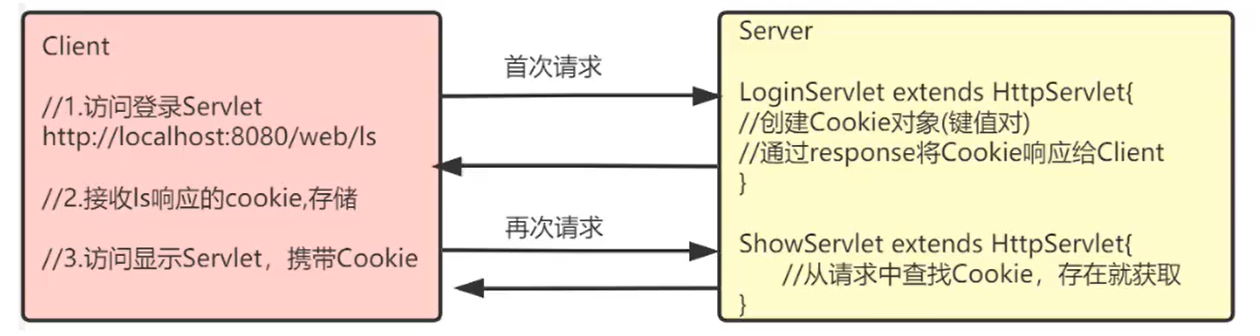 Client
//1.访问登录Servlet
http://localhost:8080/web/ls
//2.接收ls响应的cookie,存储
//3.访问显示Servlet，携带Cookie
首次请求
再次请求
Server
LoginServlet extends HttpServlet{
//创建Cookie对象(键值对)
//通过response将Cookie响应给Client
}
ShowServlet extends HttpServlet{
//从请求中查找Cookie，存在就获取
}